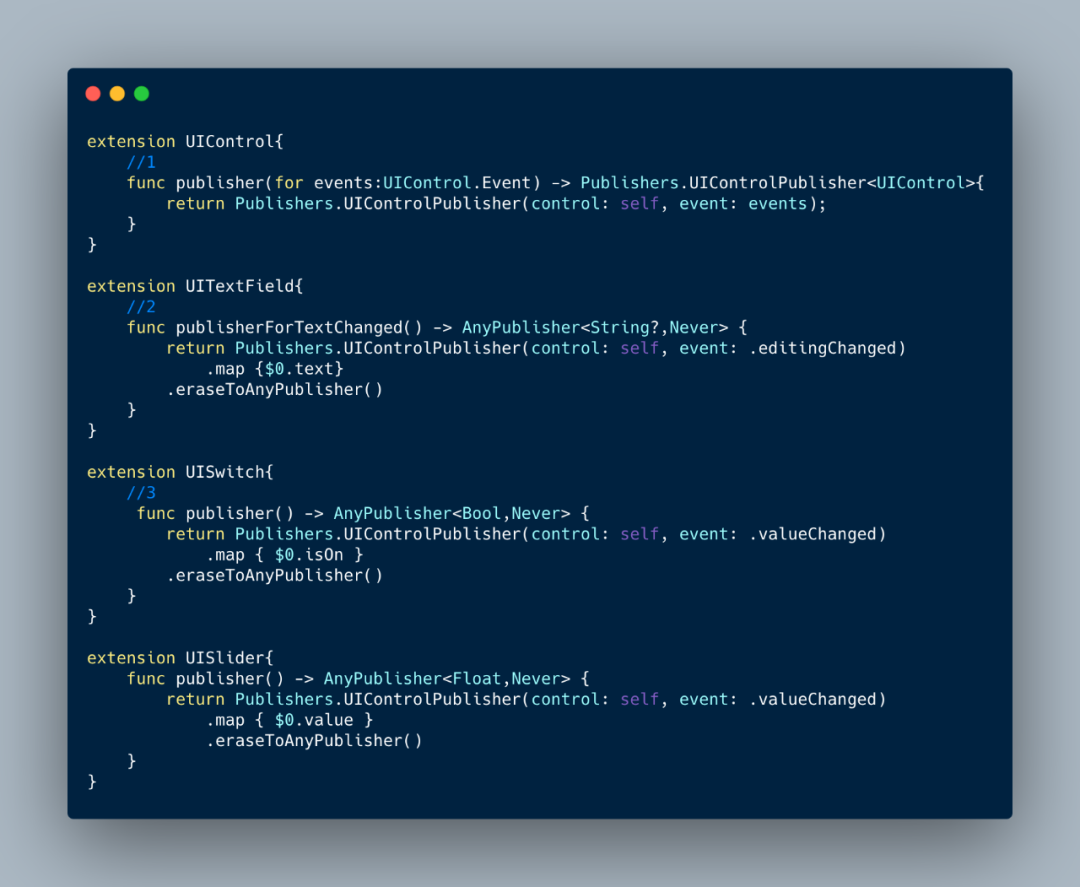 extension UIControl{
    //1
    func publisher(for events:UIControl.Event) -> Publishers.UIControlPublisher<UIControl>{
        return Publishers.UIControlPublisher(control: self, event: events);
    }
}

extension UITextField{
    //2
    func publisherForTextChanged() -> AnyPublisher<String?,Never> {
        return Publishers.UIControlPublisher(control: self, event: .editingChanged)
            .map {$0.text}
        .eraseToAnyPublisher()
    }
}

extension UISwitch{
    //3
     func publisher() -> AnyPublisher<Bool,Never> {
        return Publishers.UIControlPublisher(control: self, event: .valueChanged)
            .map { $0.isOn }
        .eraseToAnyPublisher()
    }
}

extension UISlider{
    func publisher() -> AnyPublisher<Float,Never> {
        return Publishers.UIControlPublisher(control: self, event: .valueChanged)
            .map { $0.value }
            .eraseToAnyPublisher()
    }
}